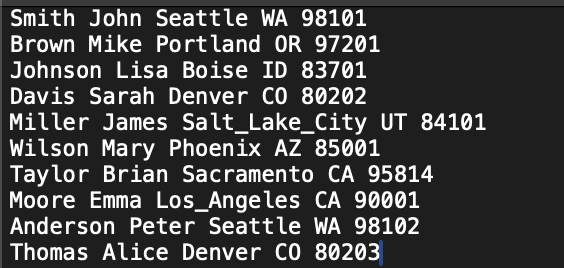 Smith John Seattle WA 98101
Brown Mike Portland OR 97201
Johnson Lisa Boise ID 83701
Davis Sarah Denver CO 80202
Miller James Salt_Lake_City UT 84101
Wilson Mary Phoenix AZ 85001
Taylor Brian Sacramento CA 95814
Moore Emma Los_Angeles CA 90001
Anderson Peter Seattle WA 98102
Thomas Alice Denver CO 80203